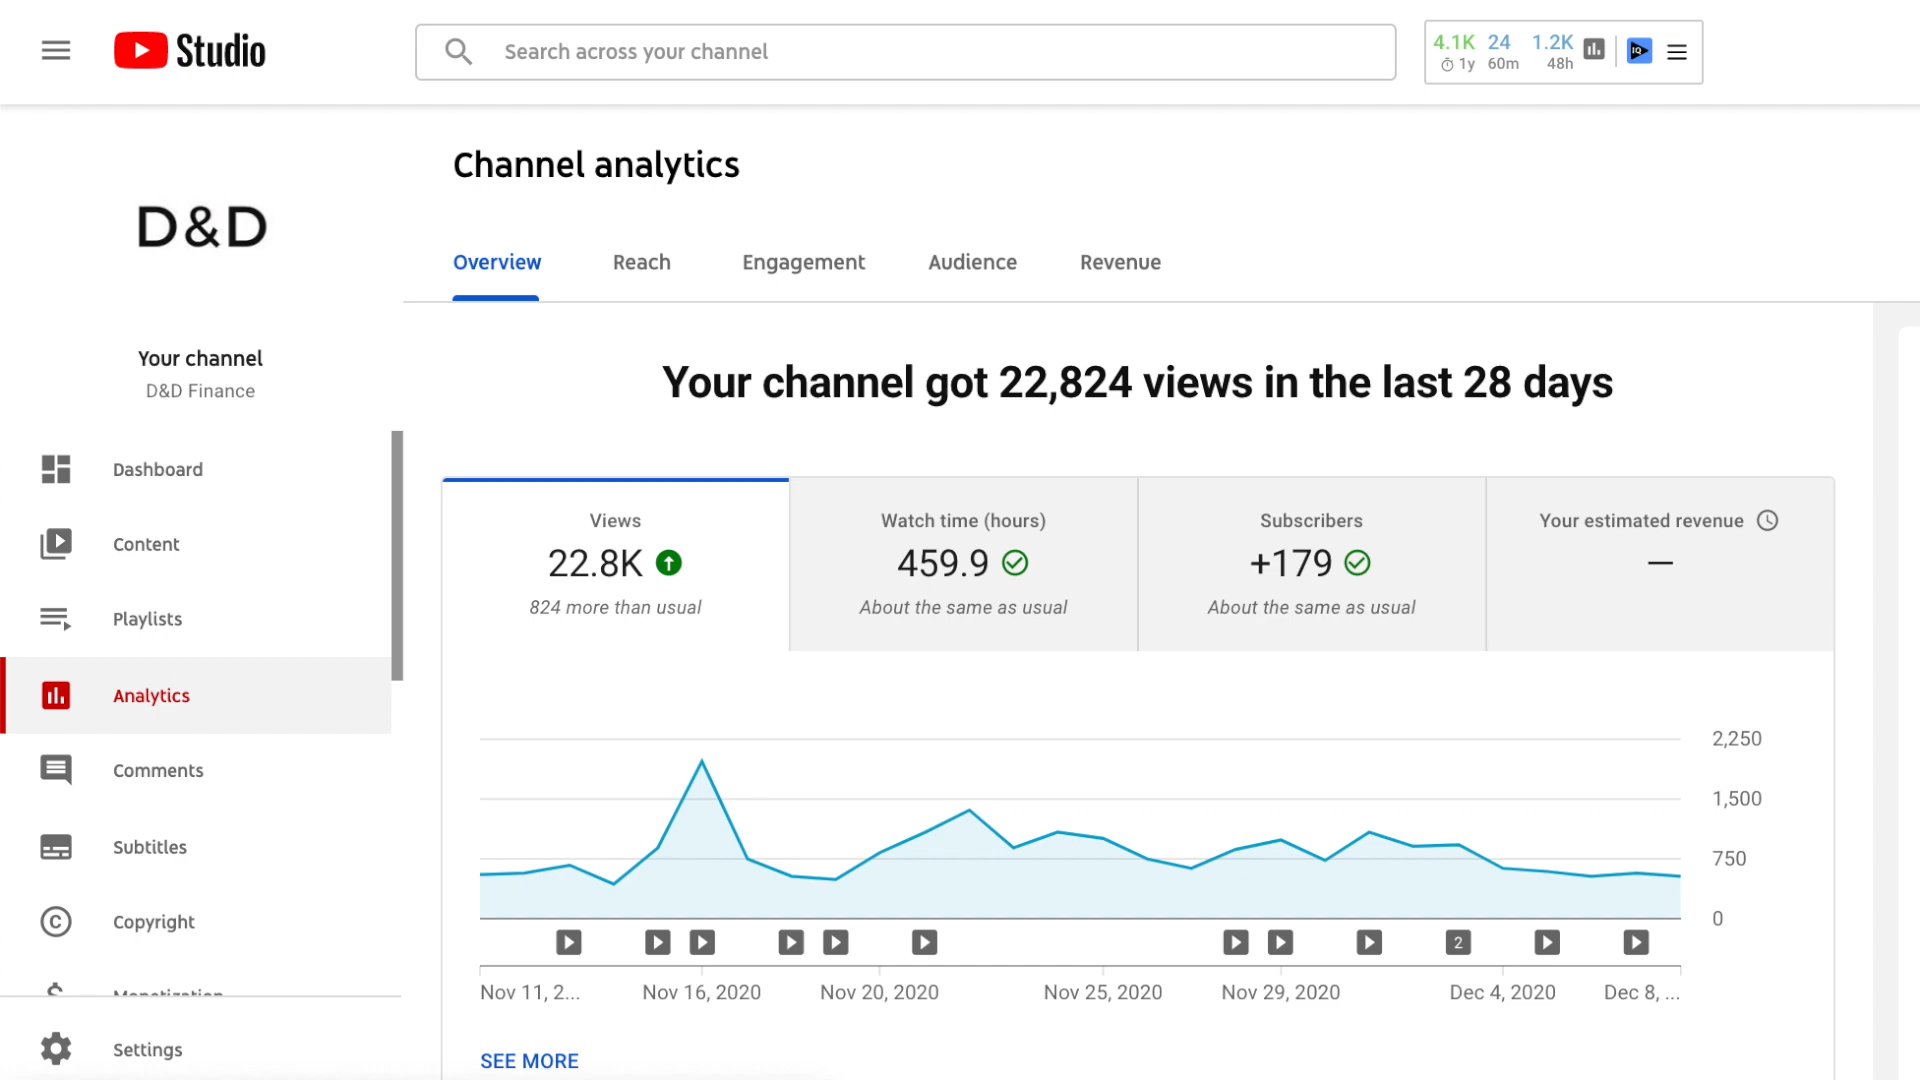 Studio
Search across your channel
4.1K 24 1.2K
1y 60m 48h
IQ
Channel analytics
D&D
Overview Reach Engagement Audience Revenue
Your channel
D&D Finance
Your channel got 22,824 views in the last 28 days
Dashboard
Content
Playlists
Analytics
Comments
Subtitles
Copyright
Monetization
Settings
Views
22.8K
824 more than usual
Watch time (hours)
459.9
About the same as usual
Subscribers
+179
About the same as usual
Your estimated revenue
—
2,250
1,500
750
0
2
Nov 11, 2... Nov 16, 2020 Nov 20, 2020 Nov 25, 2020 Nov 29, 2020 Dec 4, 2020 Dec 8, ...
SEE MORE